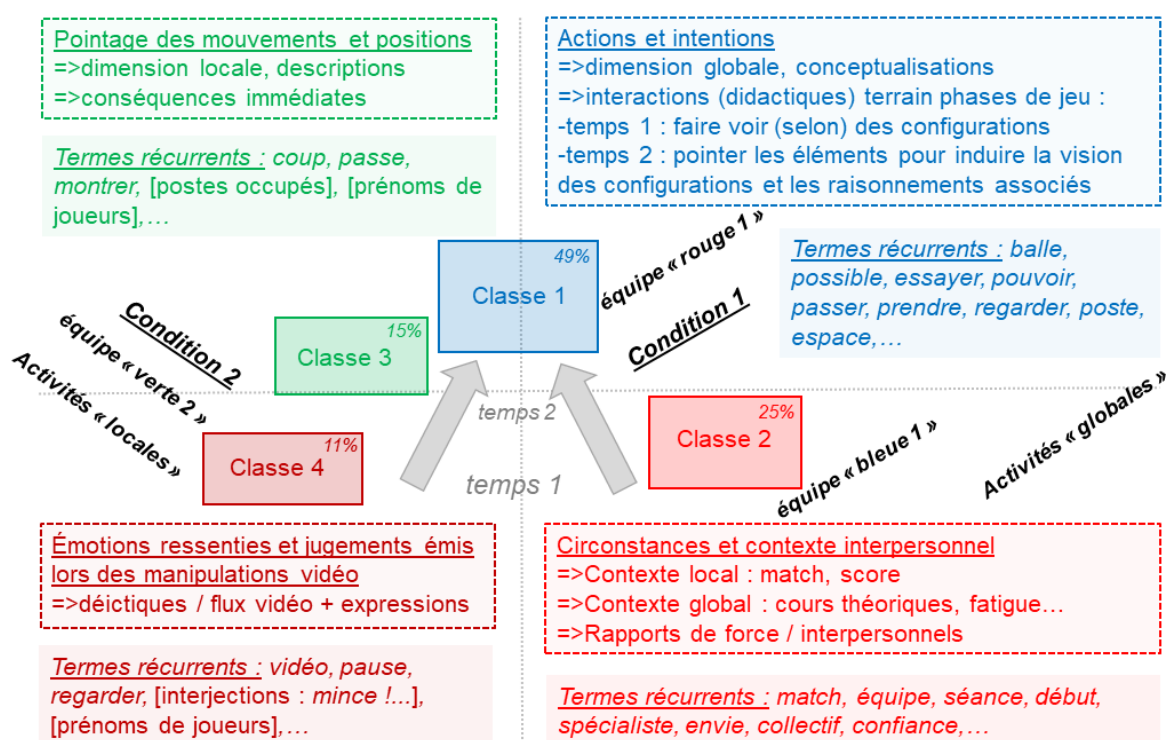 Pointage des mouvements et positions
=>dimension locale, descriptions
=>conséquences immédiates
Termes récurrents : coup, passe,
montrer, [postes occupés], [prénoms de
joueurs],…
Actions et intentions
=>dimension globale, conceptualisations
=>interactions (didactiques) terrain phases de jeu :
-temps 1 : faire voir (selon) des configurations
-temps 2 : pointer les éléments pour induire la vision
des configurations et les raisonnements associés
Termes récurrents : balle,
possible, essayer, pouvoir,
passer, prendre, regarder, poste,
espace,…
49%
Classe 1
équipe « rouge 1 »
Condition 1
15%
Classe 3
Condition 2
équipe « verte 2 »
Activités « locales »
temps 2
temps 1
25%
Classe 2
équipe « bleue 1 »
Activités « globales »
11%
Classe 4
Émotions ressenties et jugements émis
lors des manipulations vidéo
=>déictiques / flux vidéo + expressions
Termes récurrents : vidéo, pause,
regarder, [interjections : mince !...],
[prénoms de joueurs],…
Circonstances et contexte interpersonnel
=>Contexte local : match, score
=>Contexte global : cours théoriques, fatigue…
=>Rapports de force / interpersonnels
Termes récurrents : match, équipe, séance, début,
spécialiste, envie, collectif, confiance,…